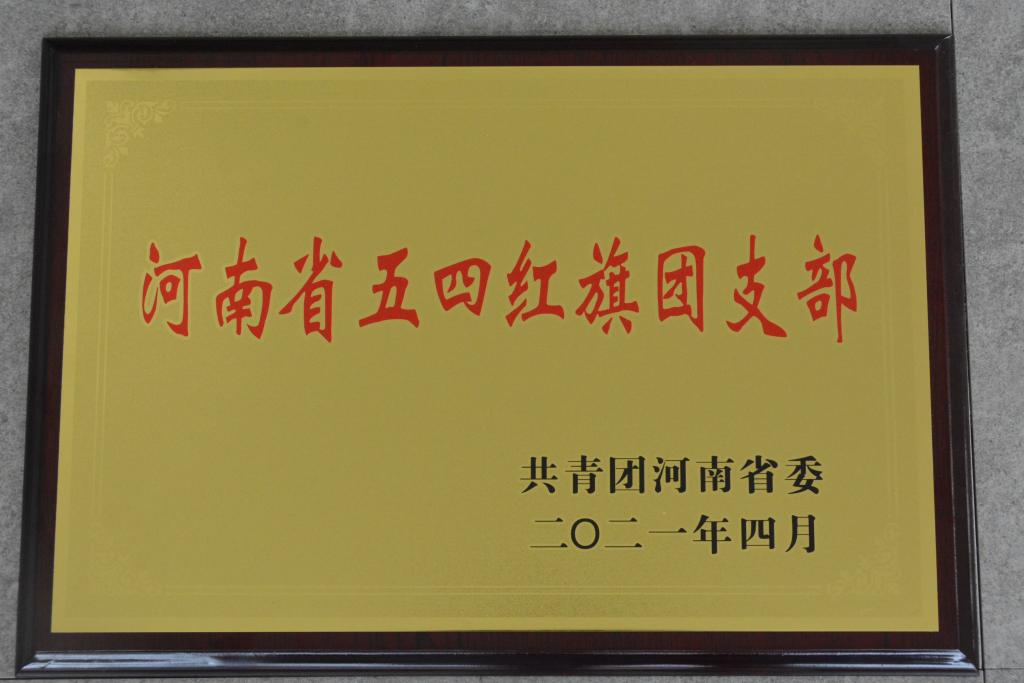 河南省五四红旗团支部
共青团河南省委
二〇二一年四月